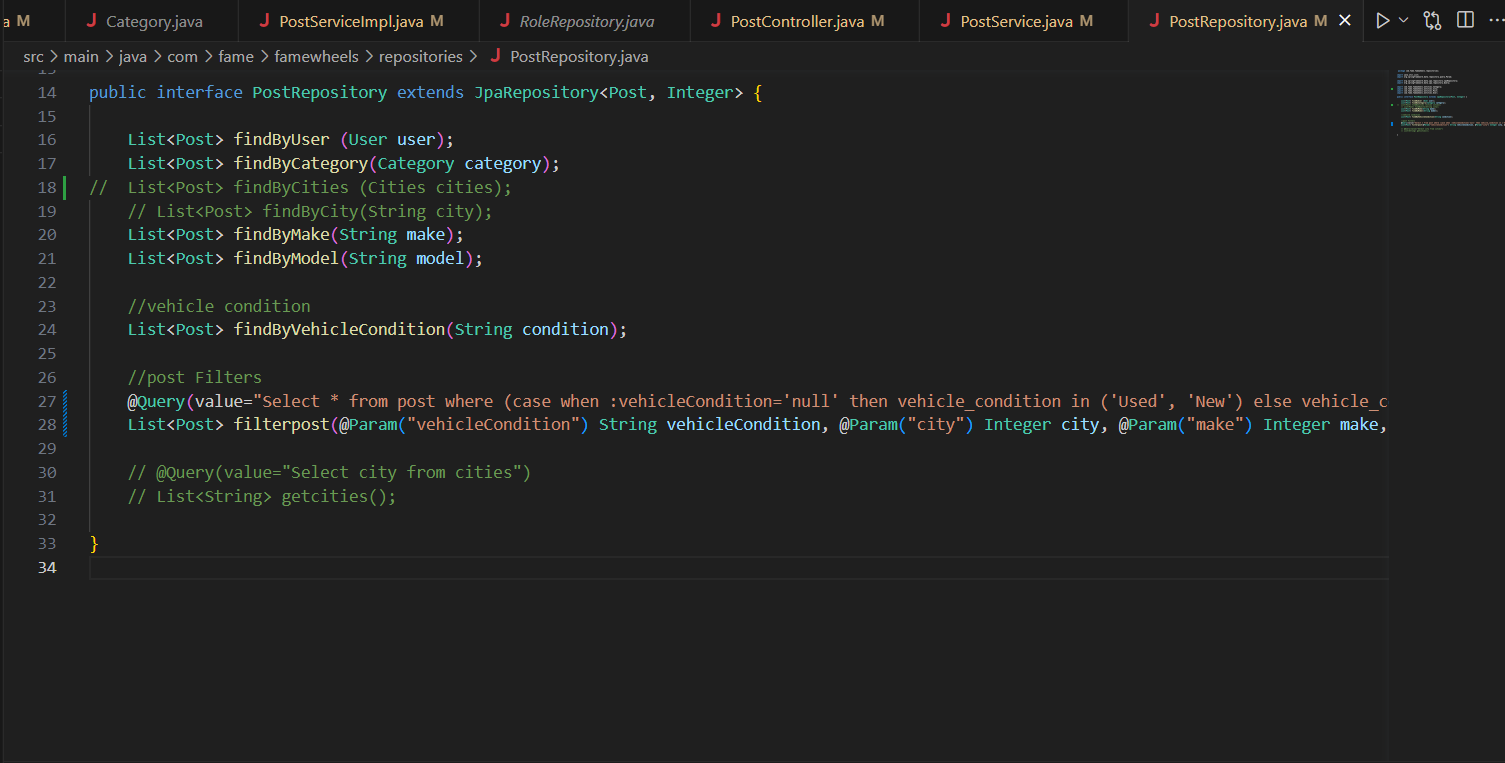 a M J Category.java J PostServiceImpl.java M J RoleRepository.java J PostController.java M J PostService.java M J PostRepository.java M
src > main > java > com > fame > famewheels > repositories > J PostRepository.java
14 public interface PostRepository extends JpaRepository<Post, Integer> {
15
16 List<Post> findByUser (User user);
17 List<Post> findByCategory(Category category);
18 // List<Post> findByCities (Cities cities);
19 // List<Post> findByCity(String city);
20 List<Post> findByMake(String make);
21 List<Post> findByModel(String model);
22
23 //vehicle condition
24 List<Post> findByVehicleCondition(String condition);
25
26 //post Filters
27 @Query(value="Select * from post where (case when :vehicleCondition='null' then vehicle_condition in ('Used', 'New') else vehicle_c
28 List<Post> filterpost(@Param("vehicleCondition") String vehicleCondition, @Param("city") Integer city, @Param("make") Integer make,
29
30 // @Query(value="Select city from cities")
31 // List<String> getcities();
32
33 }
34